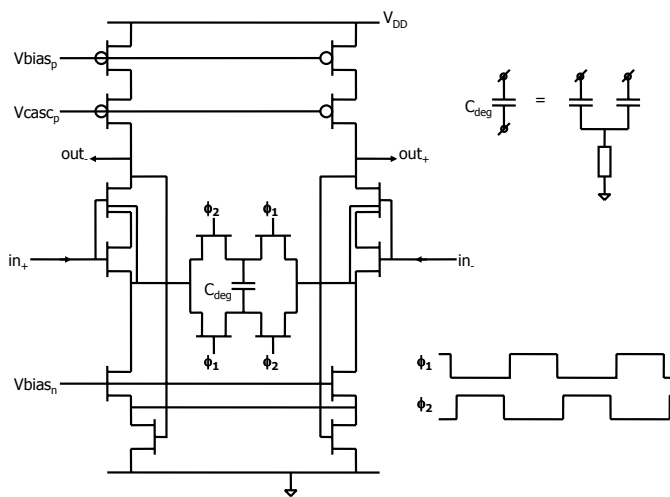 V_DD
Vbias_p
Vcasc_p
C_deg
=
out_-
out_+
ϕ_2
ϕ_1
in_+
in_-
C_deg
ϕ_1
ϕ_2
ϕ_1
Vbias_n
ϕ_2